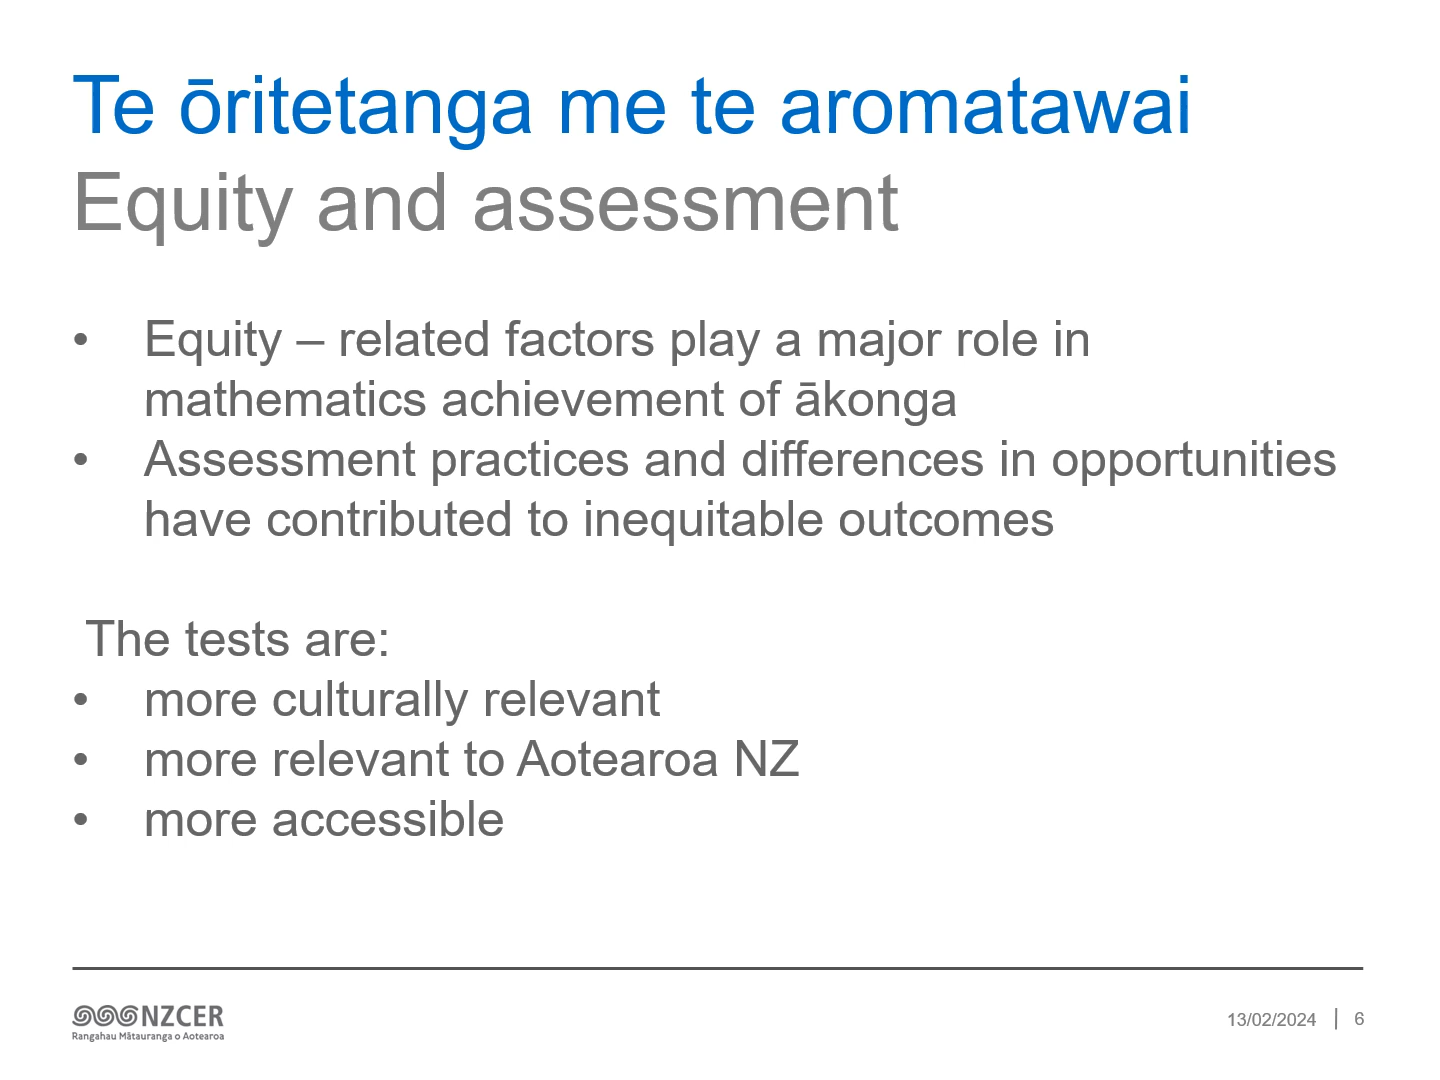 Te ōritetanga me te aromatawai
Equity and assessment
• Equity – related factors play a major role in
mathematics achievement of ākonga
• Assessment practices and differences in opportunities
have contributed to inequitable outcomes
The tests are:
• more culturally relevant
• more relevant to Aotearoa NZ
• more accessible
NZCER
Rangahau Mātauranga o Aotearoa
13/02/2024 | 6